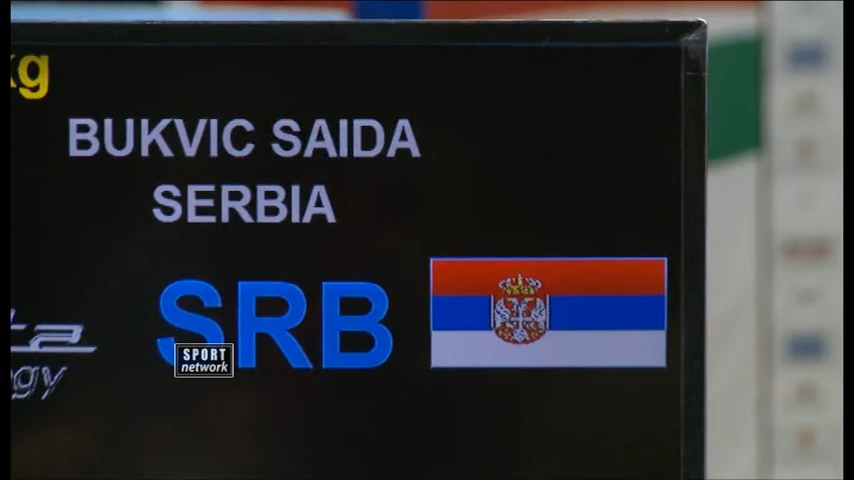 kg
BUKVIC SAIDA
SERBIA
SRB
SPORT
network